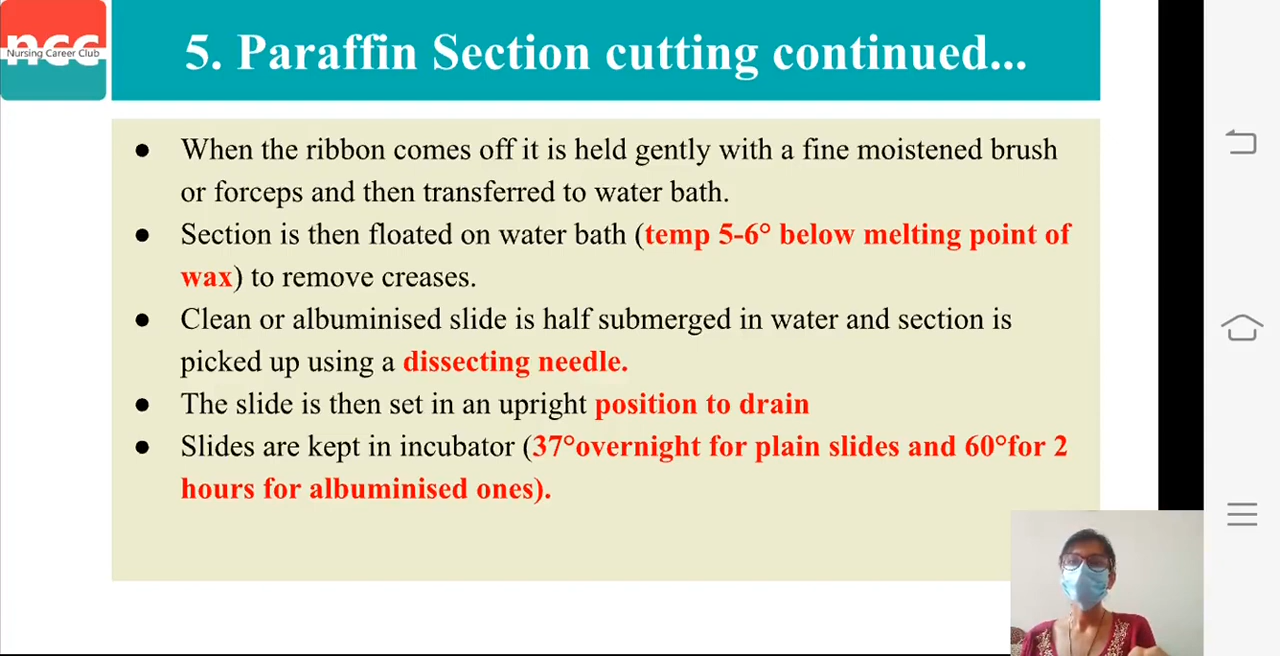 ncc
Nursing Career Club
5. Paraffin Section cutting continued...
● When the ribbon comes off it is held gently with a fine moistened brush
or forceps and then transferred to water bath.
● Section is then floated on water bath (temp 5-6° below melting point of
wax) to remove creases.
● Clean or albuminised slide is half submerged in water and section is
picked up using a dissecting needle.
● The slide is then set in an upright position to drain
● Slides are kept in incubator (37°overnight for plain slides and 60°for 2
hours for albuminised ones).